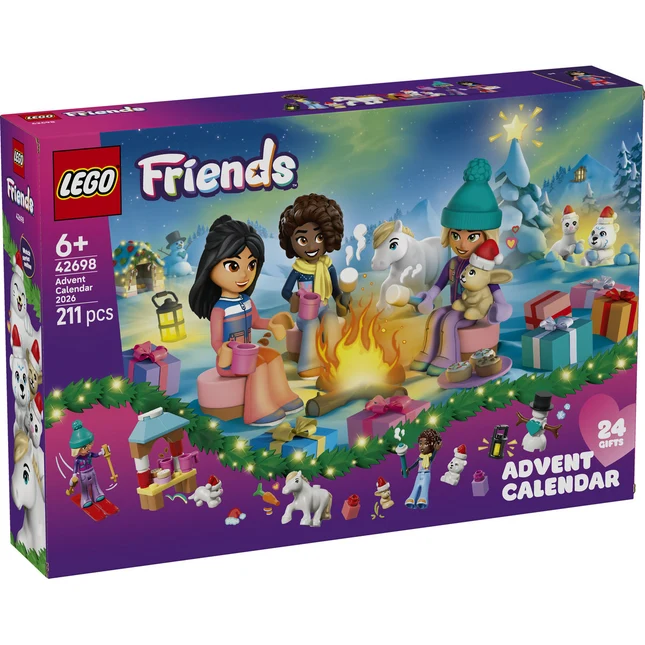 LEGO
Friends
6+
42698
Advent
Calendar
2026
211 pcs
24
GIFTS
ADVENT
CALENDAR
LEGO
Friends
42698